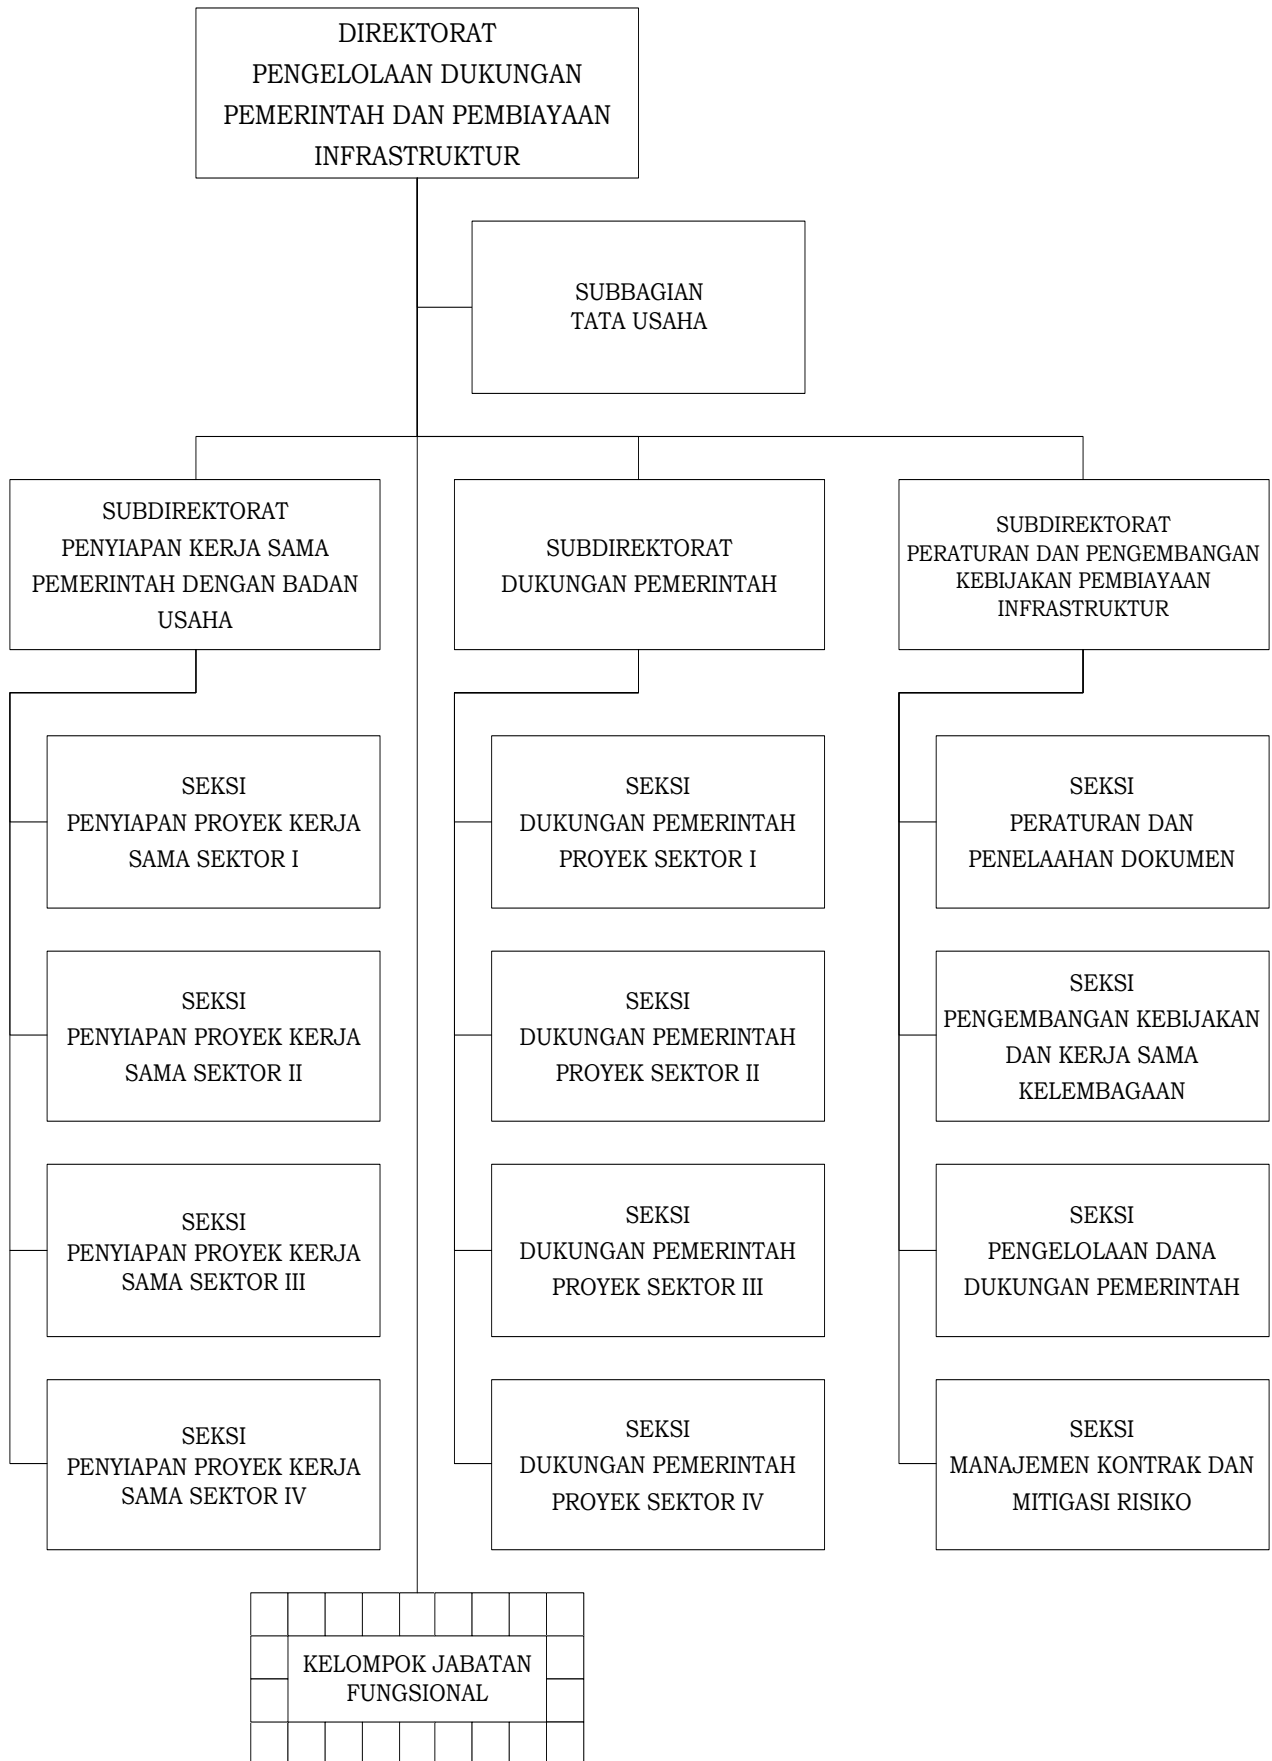 DIREKTORAT
PENGELOLAAN DUKUNGAN
PEMERINTAH DAN PEMBIAYAAN
INFRASTRUKTUR
SUBBAGIAN
TATA USAHA
SUBDIREKTORAT
PENYIAPAN KERJA SAMA
PEMERINTAH DENGAN BADAN
USAHA
SUBDIREKTORAT
DUKUNGAN PEMERINTAH
SUBDIREKTORAT
PERATURAN DAN PENGEMBANGAN
KEBIJAKAN PEMBIAYAAN
INFRASTRUKTUR
SEKSI
PENYIAPAN PROYEK KERJA
SAMA SEKTOR I
SEKSI
DUKUNGAN PEMERINTAH
PROYEK SEKTOR I
SEKSI
PERATURAN DAN
PENELAAHAN DOKUMEN
SEKSI
PENYIAPAN PROYEK KERJA
SAMA SEKTOR II
SEKSI
DUKUNGAN PEMERINTAH
PROYEK SEKTOR II
SEKSI
PENGEMBANGAN KEBIJAKAN
DAN KERJA SAMA
KELEMBAGAAN
SEKSI
PENYIAPAN PROYEK KERJA
SAMA SEKTOR III
SEKSI
DUKUNGAN PEMERINTAH
PROYEK SEKTOR III
SEKSI
PENGELOLAAN DANA
DUKUNGAN PEMERINTAH
SEKSI
PENYIAPAN PROYEK KERJA
SAMA SEKTOR IV
SEKSI
DUKUNGAN PEMERINTAH
PROYEK SEKTOR IV
SEKSI
MANAJEMEN KONTRAK DAN
MITIGASI RISIKO
KELOMPOK JABATAN
FUNGSIONAL